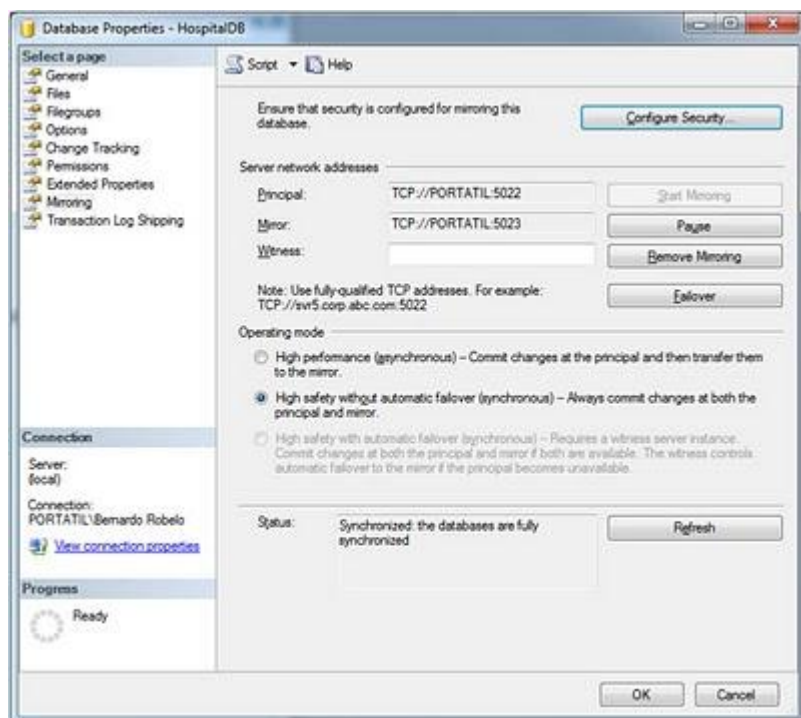 Database Properties - HospitalDB
Select a page
General
Files
Filegroups
Options
Change Tracking
Permissions
Extended Properties
Mirroring
Transaction Log Shipping
Connection
Server:
(local)
Connection:
PORTATIL\Bernardo Robelo
View connection properties
Progress
Ready
Script
Help
Ensure that security is configured for mirroring this
database.
Configure Security...
Server network addresses
Principal:
TCP://PORTATIL:5022
Start Mirroring
Mirror:
TCP://PORTATIL:5023
Pause
Witness:
Remove Mirroring
Note: Use fully-qualified TCP addresses. For example:
TCP://svr5.corp.abc.com:5022
Failover
Operating mode
High performance (asynchronous) – Commit changes at the principal and then transfer them
to the mirror.
High safety without automatic failover (synchronous) – Always commit changes at both the
principal and mirror.
High safety with automatic failover (synchronous) – Requires a witness server instance.
Commit changes at both the principal and mirror if both are available. The witness controls
automatic failover to the mirror if the principal becomes unavailable.
Status:
Synchronized: the databases are fully
synchronized
Refresh
OK
Cancel